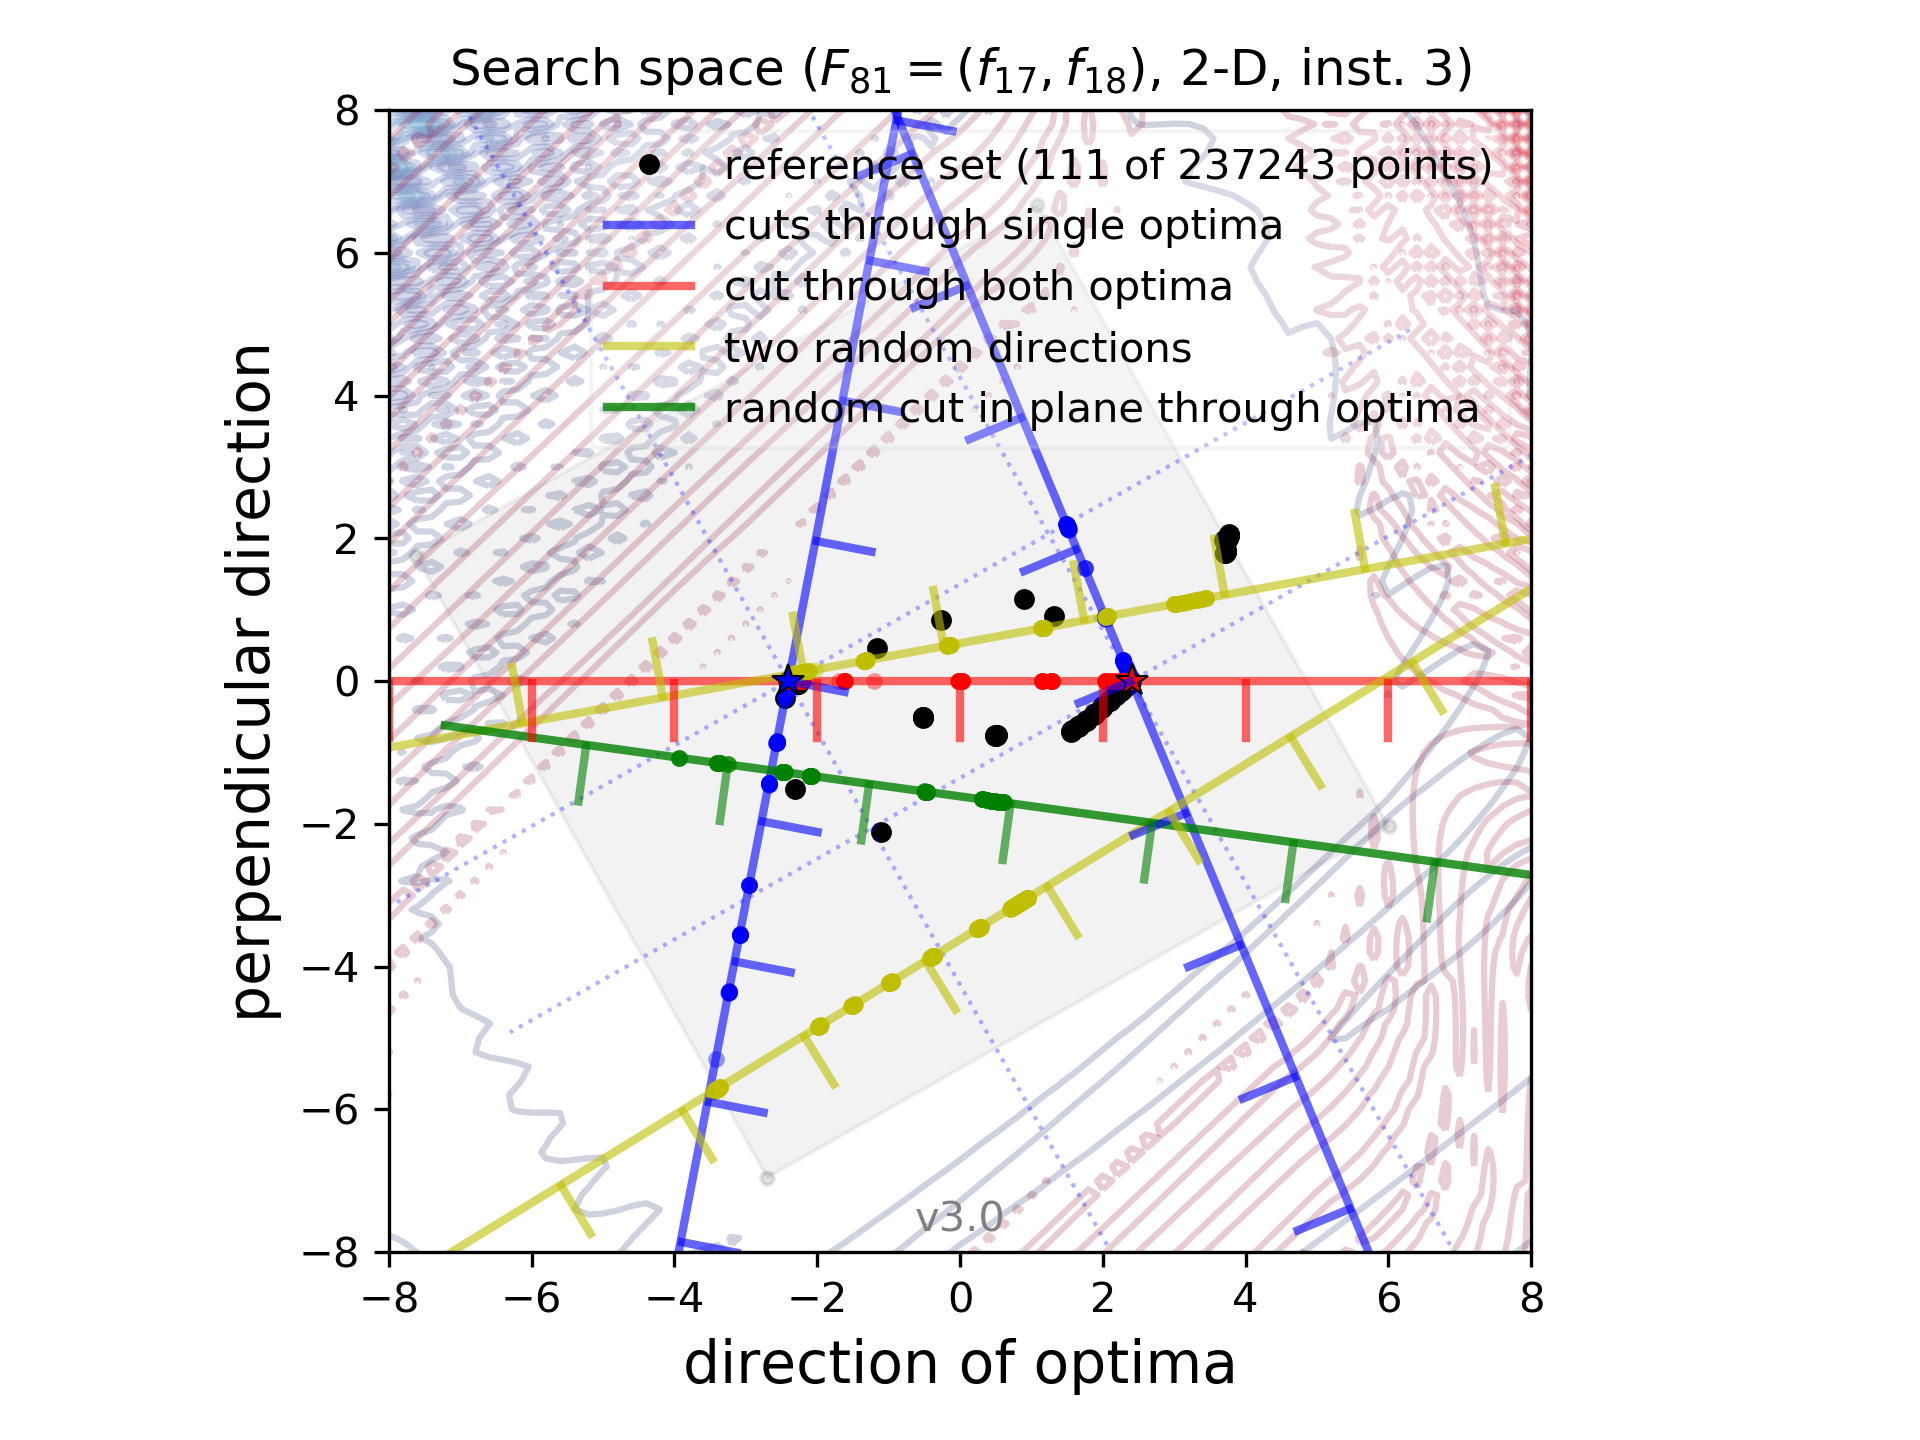 Search space (F81 = (f17, f18), 2-D, inst. 3)
reference set (111 of 237243 points)
cuts through single optima
cut through both optima
two random directions
random cut in plane through optima
8
6
4
2
0
−2
−4
−6
−8
perpendicular direction
v3.0
−8 −6 −4 −2 0 2 4 6 8
direction of optima